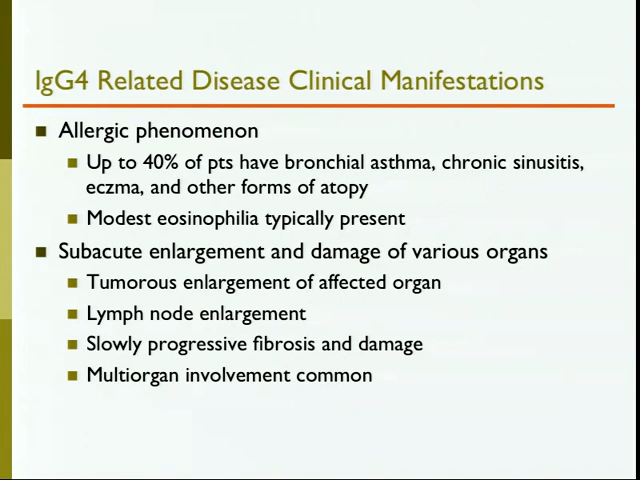 IgG4 Related Disease Clinical Manifestations
Allergic phenomenon
Up to 40% of pts have bronchial asthma, chronic sinusitis,
eczma, and other forms of atopy
Modest eosinophilia typically present
Subacute enlargement and damage of various organs
Tumorous enlargement of affected organ
Lymph node enlargement
Slowly progressive fibrosis and damage
Multiorgan involvement common